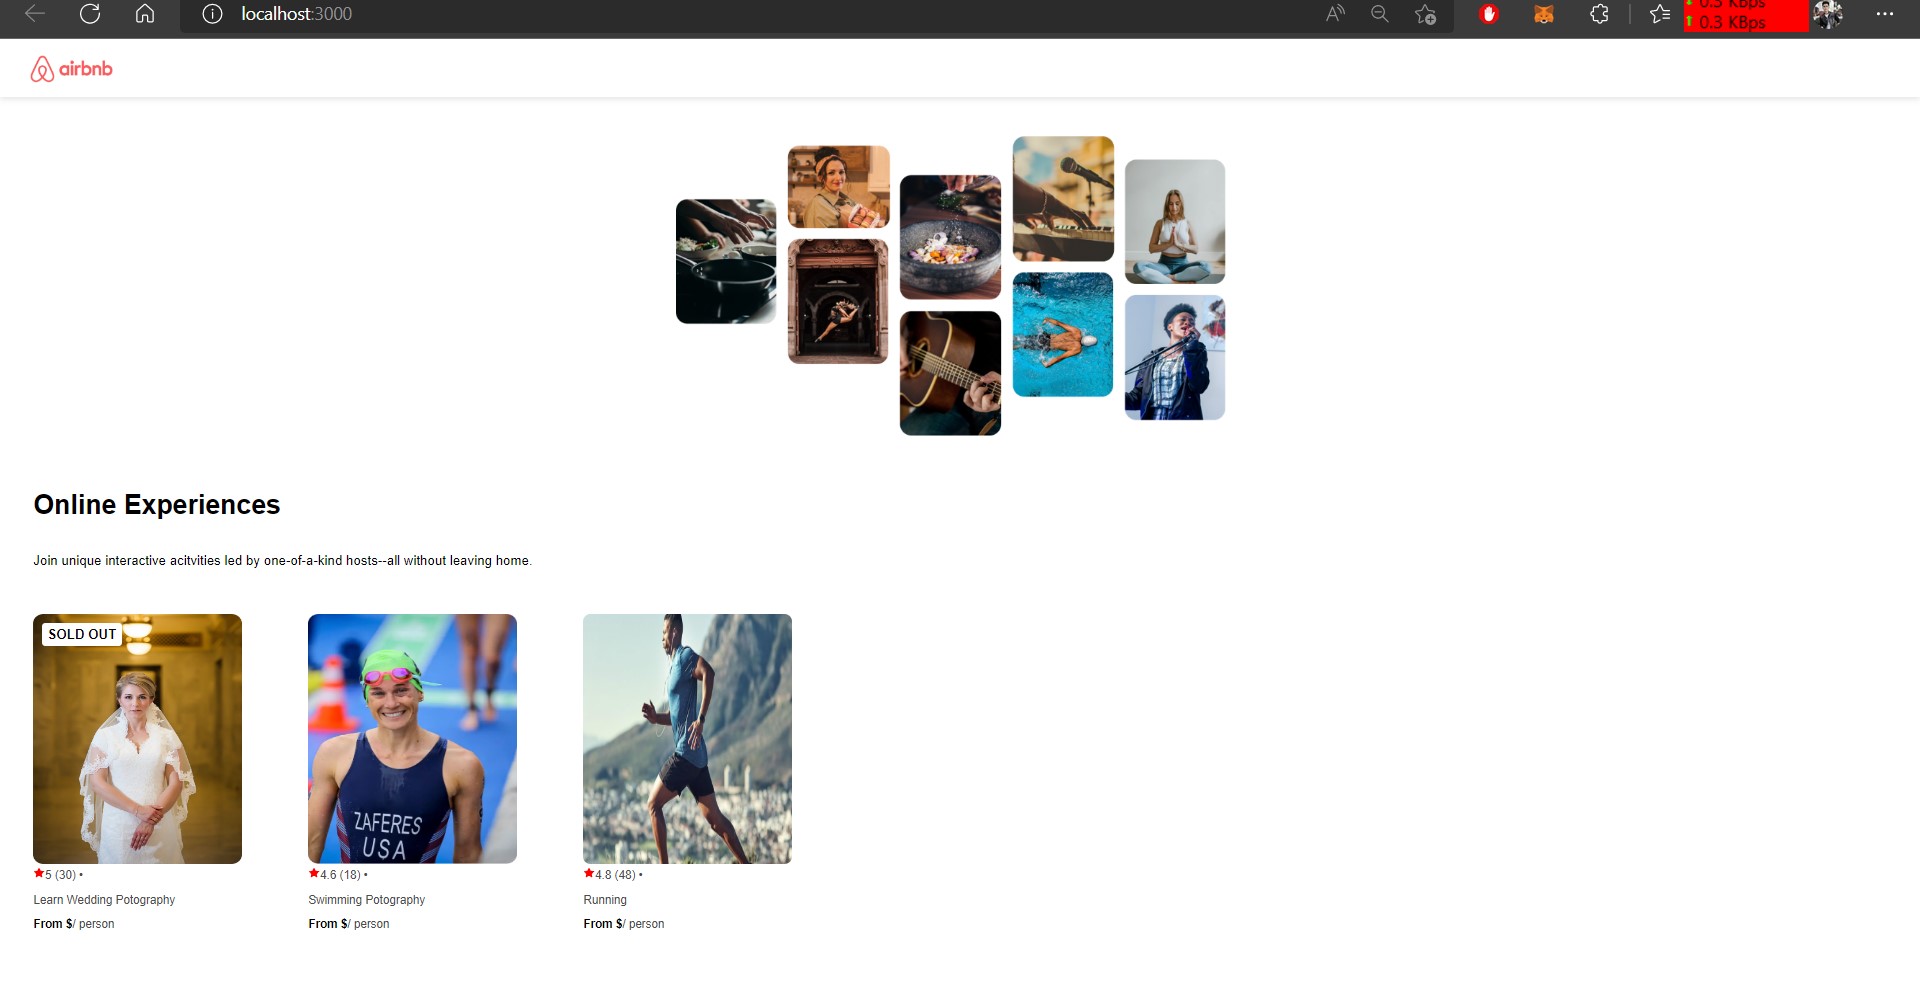 localhost:3000
0.3 KBps
0.3 KBps
airbnb
Online Experiences
Join unique interactive acitvities led by one-of-a-kind hosts--all without leaving home.
SOLD OUT
ZAFERES
USA
5 (30) •
4.6 (18) •
4.8 (48) •
Learn Wedding Potography
Swimming Potography
Running
From $/ person
From $/ person
From $/ person